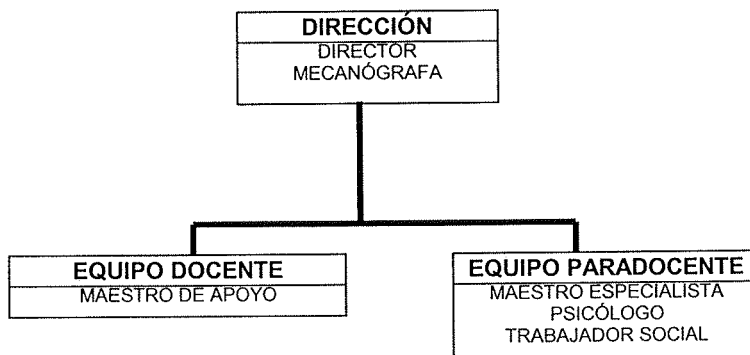 DIRECCIÓN
DIRECTOR
MECANÓGRAFA
EQUIPO DOCENTE
MAESTRO DE APOYO
EQUIPO PARADOCENTE
MAESTRO ESPECIALISTA
PSICÓLOGO
TRABAJADOR SOCIAL